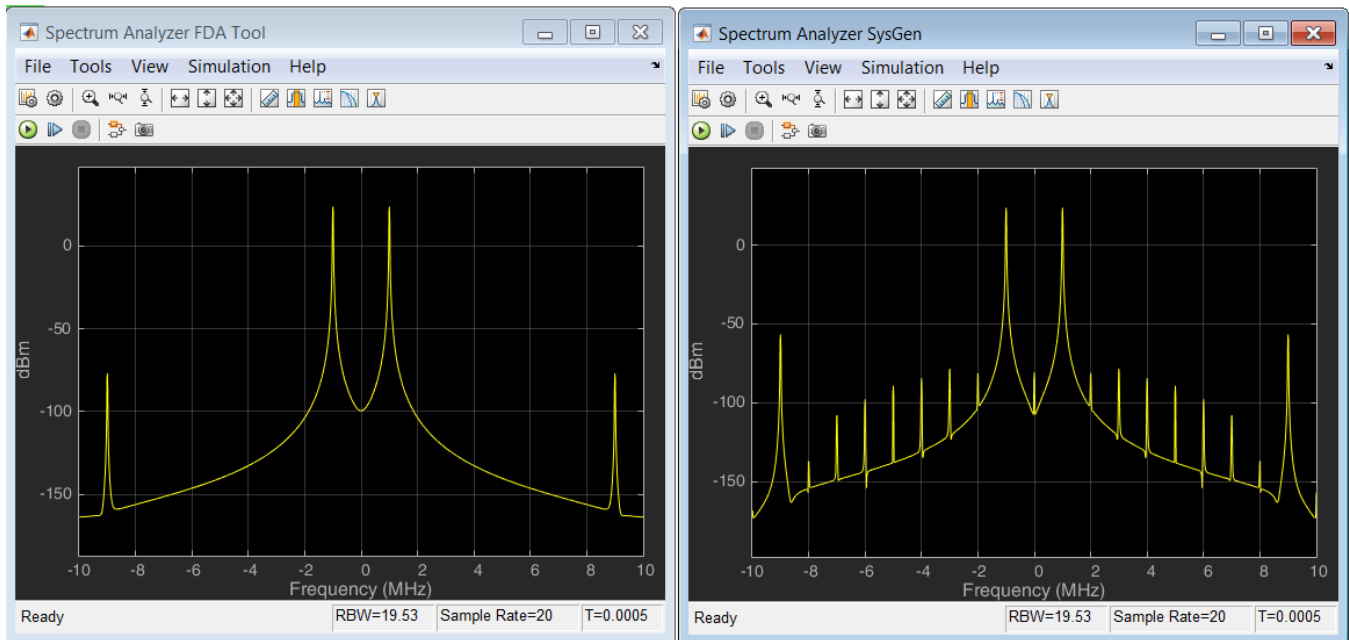 Spectrum Analyzer FDA Tool
File Tools View Simulation Help
0
-50
-100
-150
dBm
-10 -8 -6 -4 -2 0 2 4 6 8 10
Frequency (MHz)
Ready RBW=19.53 Sample Rate=20 T=0.0005
Spectrum Analyzer SysGen
File Tools View Simulation Help
0
-50
-100
-150
dBm
-10 -8 -6 -4 -2 0 2 4 6 8 10
Frequency (MHz)
Ready RBW=19.53 Sample Rate=20 T=0.0005